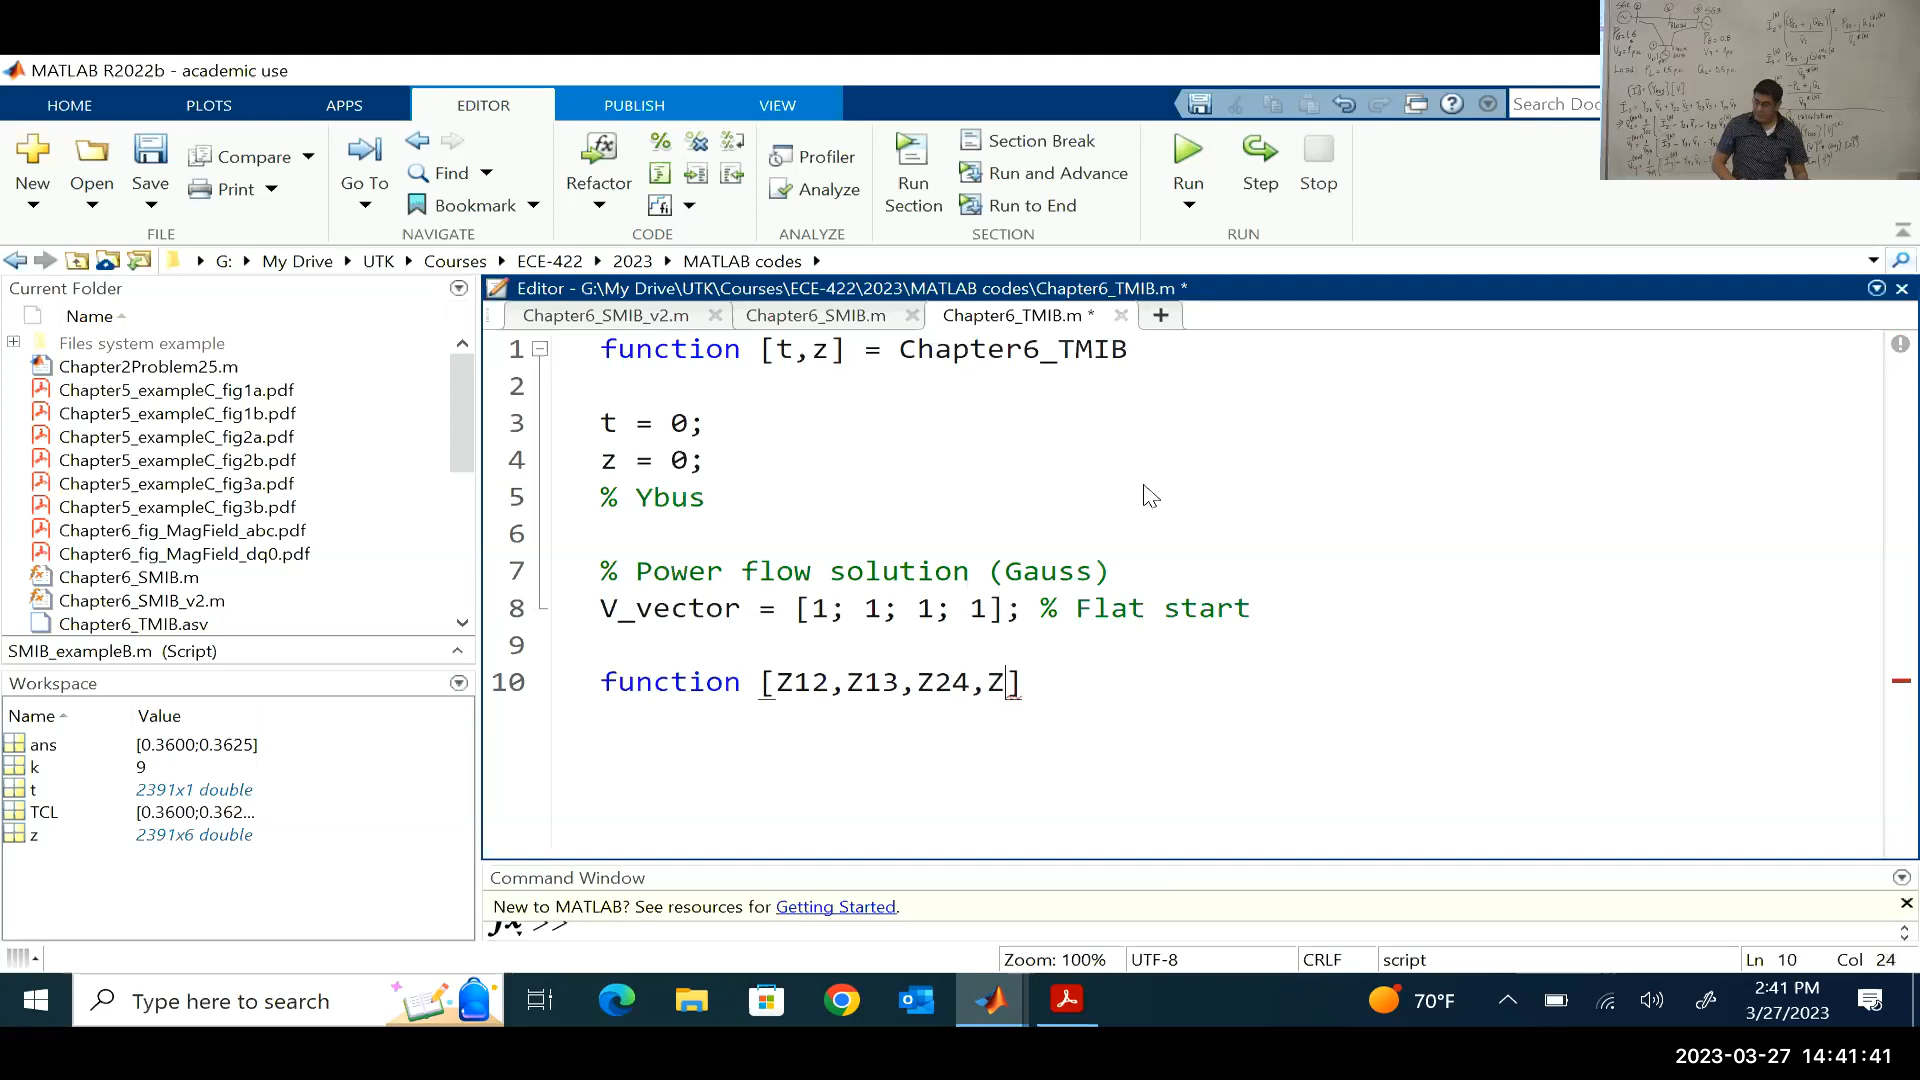 MATLAB R2022b - academic use
HOME PLOTS APPS EDITOR PUBLISH VIEW
Search Doc
New Open Save Compare Print
FILE
Go To Find Bookmark
NAVIGATE
Refactor
CODE
Profiler Analyze
ANALYZE
Run Section Section Break Run and Advance Run to End
SECTION
Run Step Stop
RUN
G: My Drive UTK Courses ECE-422 2023 MATLAB codes
Current Folder
Name
Files system example
Chapter2Problem25.m
Chapter5_exampleC_fig1a.pdf
Chapter5_exampleC_fig1b.pdf
Chapter5_exampleC_fig2a.pdf
Chapter5_exampleC_fig2b.pdf
Chapter5_exampleC_fig3a.pdf
Chapter5_exampleC_fig3b.pdf
Chapter6_fig_MagField_abc.pdf
Chapter6_fig_MagField_dq0.pdf
Chapter6_SMIB.m
Chapter6_SMIB_v2.m
Chapter6_TMIB.asv
SMIB_exampleB.m (Script)
Workspace
Name Value
ans [0.3600;0.3625]
k 9
t 2391x1 double
TCL [0.3600;0.362...
z 2391x6 double
Editor - G:\My Drive\UTK\Courses\ECE-422\2023\MATLAB codes\Chapter6_TMIB.m *
Chapter6_SMIB_v2.m Chapter6_SMIB.m Chapter6_TMIB.m * +
1 function [t,z] = Chapter6_TMIB
2
3 t = 0;
4 z = 0;
5 % Ybus
6
7 % Power flow solution (Gauss)
8 V_vector = [1; 1; 1; 1]; % Flat start
9
10 function [Z12,Z13,Z24,Z]
Command Window
New to MATLAB? See resources for Getting Started.
fx >>
Zoom: 100% UTF-8 CRLF script Ln 10 Col 24
Type here to search
70°F
2:41 PM
3/27/2023
2023-03-27 14:41:41